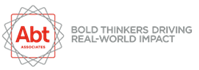 Abt
ASSOCIATES
BOLD THINKERS DRIVING
REAL-WORLD IMPACT